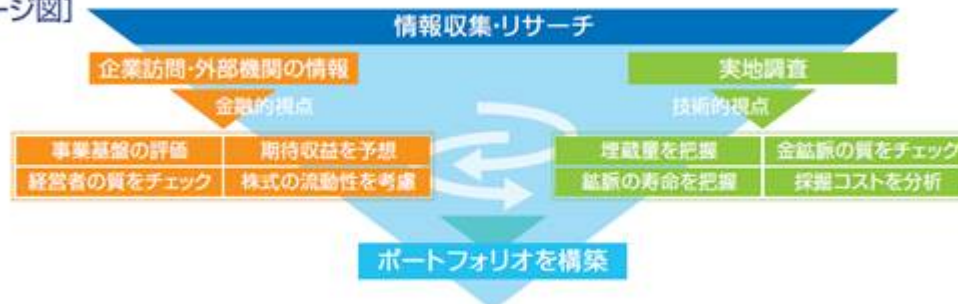 ージ図]
情報収集・リサーチ
企業訪問・外部機関の情報
実地調査
金融的視点
技術的視点
事業基盤の評価
期待収益を予想
経営者の質をチェック
株式の流動性を考慮
埋蔵量を把握
金鉱脈の質をチェック
鉱脈の寿命を把握
採掘コストを分析
ポートフォリオを構築